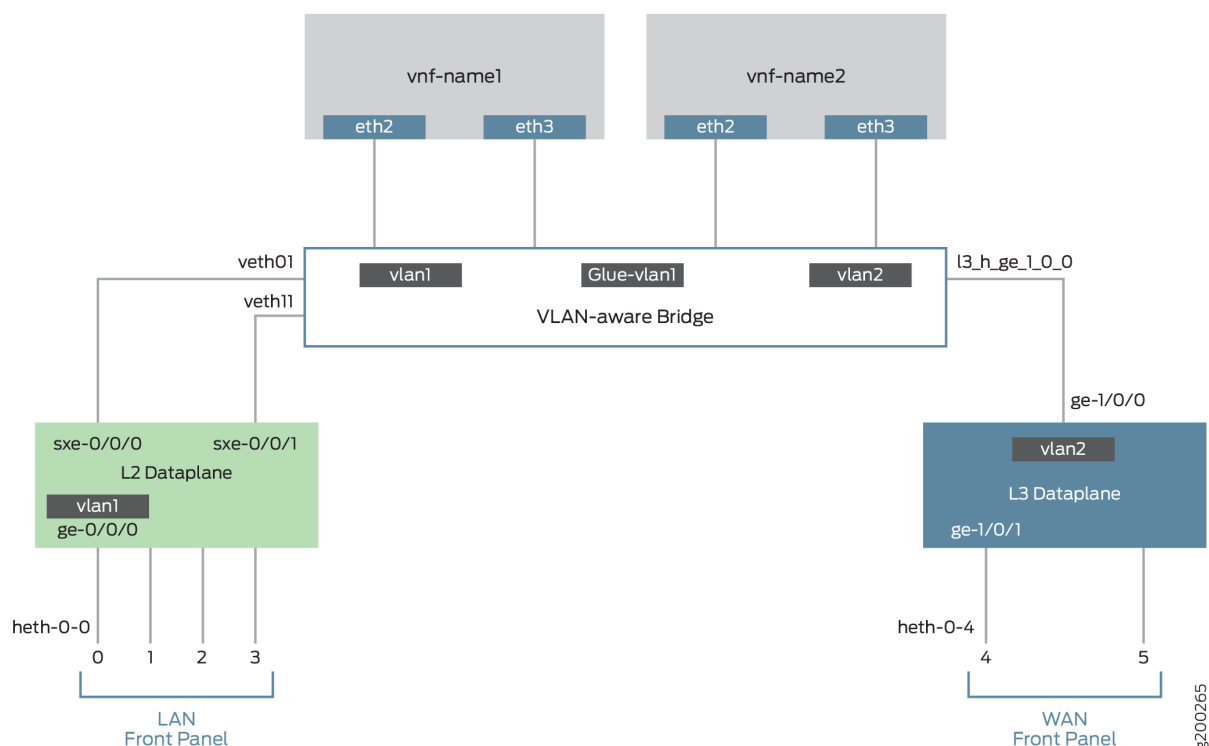 vnf-name1
vnf-name2
eth2
eth3
eth2
eth3
veth01
l3_h_ge_1_0_0
vlan1
Glue-vlan1
vlan2
veth11
VLAN-aware Bridge
ge-1/0/0
sxe-0/0/0
sxe-0/0/1
vlan2
L2 Dataplane
L3 Dataplane
vlan1
ge-0/0/0
ge-1/0/1
heth-0-0
heth-0-4
0
1
2
3
4
5
LAN
Front Panel
WAN
Front Panel
g200265